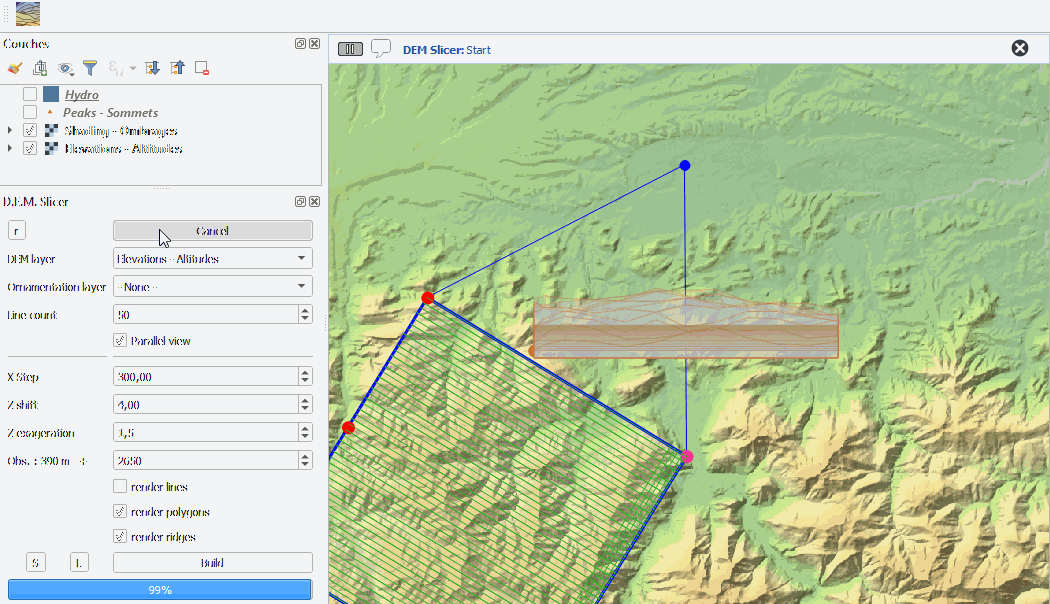 Couches
DEM Slicer: Start
Hydro
Peaks - Sommets
Shading - Ombrages
Elevations - Altitudes
D.E.M. Slicer
r Cancel
DEM layer Elevations - Altitudes
Ornamentation layer - None -
Line count 50
Parallel view
X Step 300,00
Z shift 4,00
Z exageration 1,5
Obs. : 390 m + 2650
render lines
render polygons
render ridges
S L Build
99%